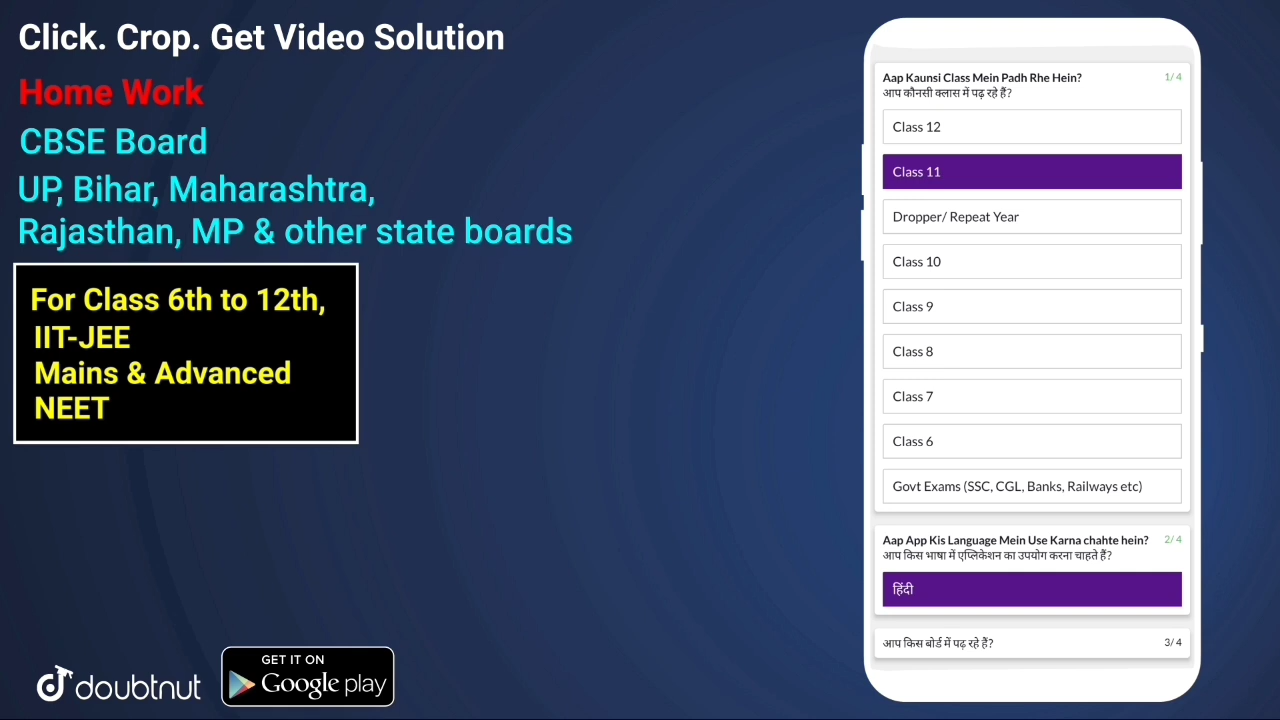 Click. Crop. Get Video Solution
Home Work
CBSE Board
UP, Bihar, Maharashtra,
Rajasthan, MP & other state boards
For Class 6th to 12th,
IIT-JEE
Mains & Advanced
NEET
doubtnut
GET IT ON
Google play
Aap Kaunsi Class Mein Padh Rhe Hein? 1/4
आप कौनसी क्लास में पढ़ रहे हैं?
Class 12
Class 11
Dropper/ Repeat Year
Class 10
Class 9
Class 8
Class 7
Class 6
Govt Exams (SSC, CGL, Banks, Railways etc)
Aap App Kis Language Mein Use Karna chahte hein? 2/4
आप किस भाषा में एप्लिकेशन का उपयोग करना चाहते हैं?
हिंदी
आप किस बोर्ड में पढ़ रहे हैं? 3/4